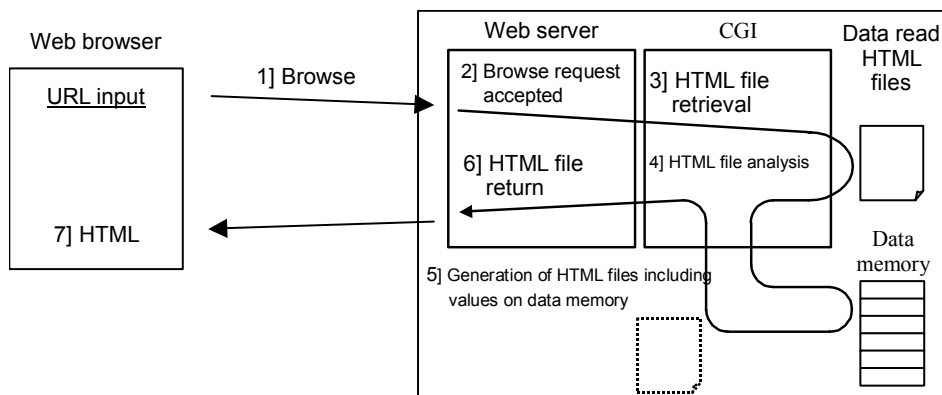 Web browser
URL input
7] HTML
1] Browse
Web server
2] Browse request
accepted
6] HTML file
return
CGI
3] HTML file
retrieval
4] HTML file analysis
Data read
HTML
files
Data
memory
5] Generation of HTML files including
values on data memory